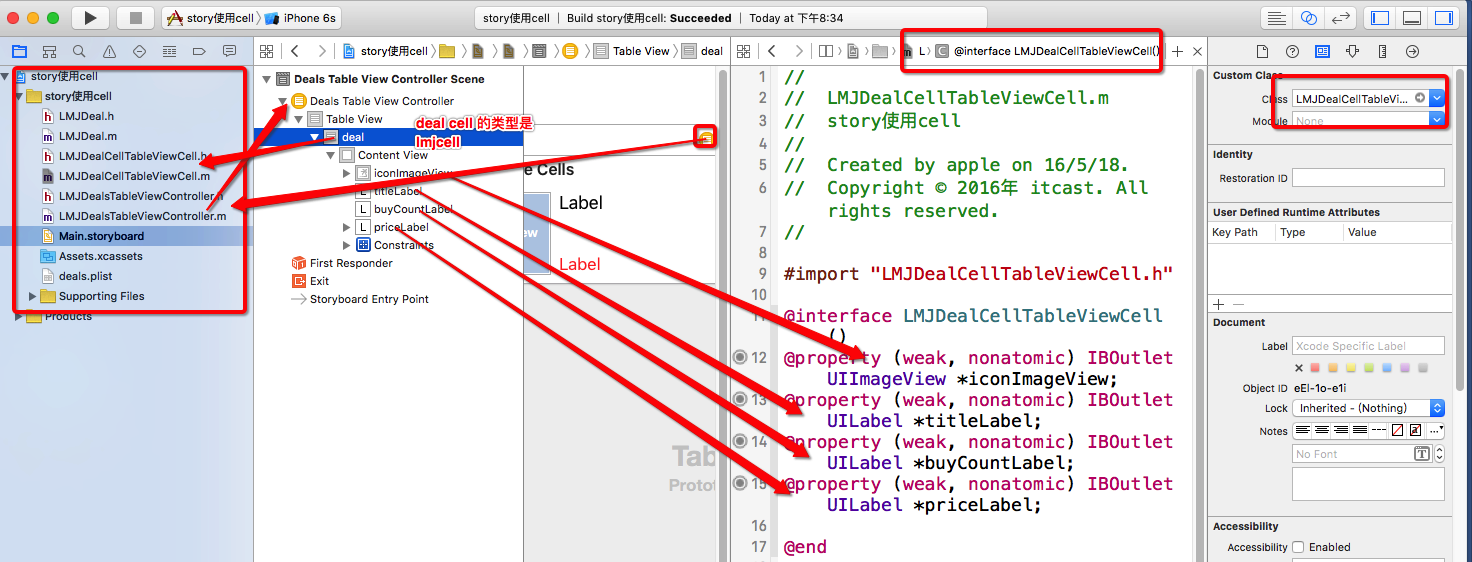 story使用cell
iPhone 6s
story使用cell
Build story使用cell: Succeeded
Today at 下午8:34
story使用cell
Table View
deal
L
@interface LMJDealCellTableViewCell()
story使用cell
story使用cell
LMJDeal.h
LMJDeal.m
LMJDealCellTableViewCell.h
LMJDealCellTableViewCell.m
LMJDealsTableViewController.h
LMJDealsTableViewController.m
Main.storyboard
Assets.xcassets
deals.plist
Supporting Files
Products
Deals Table View Controller Scene
Deals Table View Controller
Table View
deal
Content View
iconImageView
L titleLabel
L buyCountLabel
L priceLabel
Constraints
First Responder
Exit
Storyboard Entry Point
deal cell 的类型是
lmjcell
e Cells
Label
ew
Label
Tab
Protot
1 //
2 // LMJDealCellTableViewCell.m
3 // story使用cell
4 //
5 // Created by apple on 16/5/18.
6 // Copyright © 2016年 itcast. All
rights reserved.
7 //
8
9 #import "LMJDealCellTableViewCell.h"
10
11 @interface LMJDealCellTableViewCell
()
12 @property (weak, nonatomic) IBOutlet
UIImageView *iconImageView;
13 @property (weak, nonatomic) IBOutlet
UILabel *titleLabel;
14 @property (weak, nonatomic) IBOutlet
UILabel *buyCountLabel;
15 @property (weak, nonatomic) IBOutlet
UILabel *priceLabel;
16
17 @end
Custom Class
Class LMJDealCellTableVi...
Module None
Identity
Restoration ID
User Defined Runtime Attributes
Key Path Type Value
Document
Label Xcode Specific Label
Object ID eEl-1o-e1i
Lock Inherited - (Nothing)
Notes
No Font
Accessibility
Accessibility Enabled